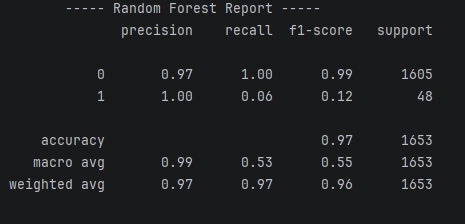 ----- Random Forest Report -----
precision recall f1-score support
0 0.97 1.00 0.99 1605
1 1.00 0.06 0.12 48
accuracy 0.97 1653
macro avg 0.99 0.53 0.55 1653
weighted avg 0.97 0.97 0.96 1653